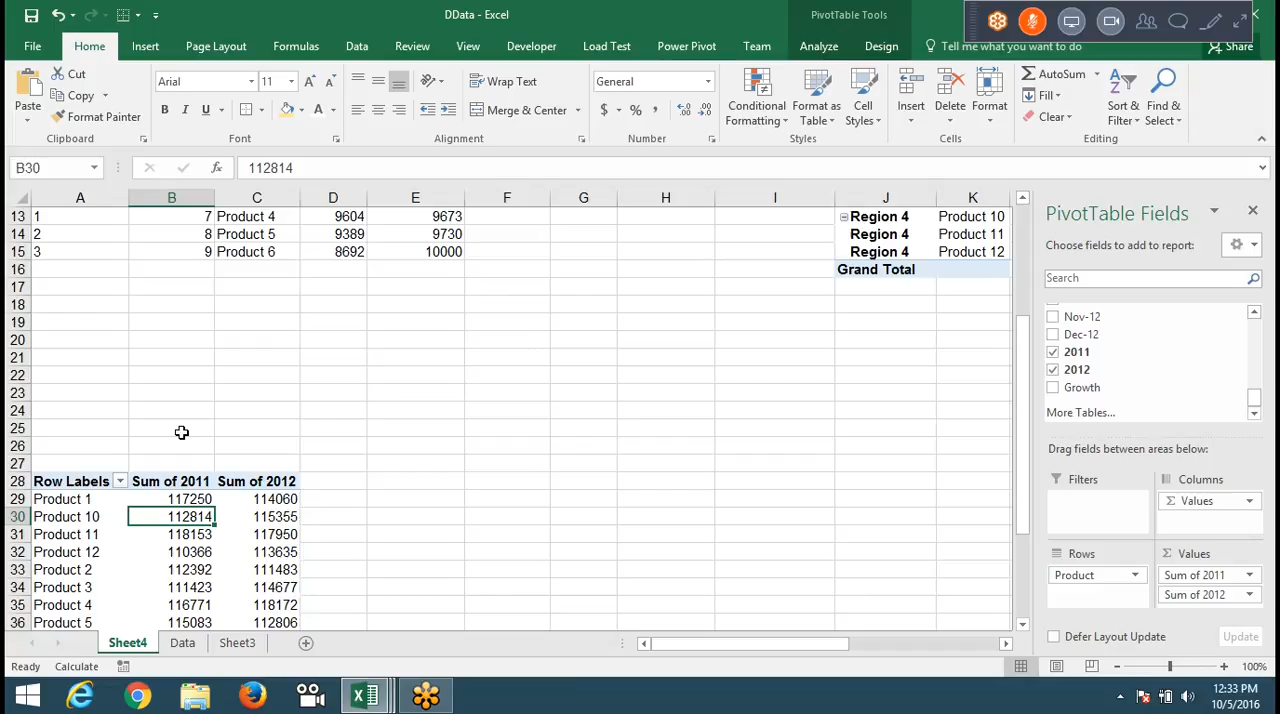 DData - Excel
PivotTable Tools
File Home Insert Page Layout Formulas Data Review View Developer Load Test Power Pivot Team Analyze Design Tell me what you want to do Share
Paste
Cut
Copy
Format Painter
Clipboard
Arial 11
A A
B I U A
Font
Wrap Text
Merge & Center
Alignment
General
$ % ,
Number
Conditional Formatting
Format as Table
Cell Styles
Styles
Insert
Delete
Format
Cells
AutoSum
Fill
Clear
Sort & Filter
Find & Select
Editing
B30 fx 112814
A B C D E F G H I J K
13 1 7 Product 4 9604 9673 Region 4 Product 10
14 2 8 Product 5 9389 9730 Region 4 Product 11
15 3 9 Product 6 8692 10000 Region 4 Product 12
16 Grand Total
17
18
19
20
21
22
23
24
25
26
27
28 Row Labels Sum of 2011 Sum of 2012
29 Product 1 117250 114060
30 Product 10 112814 115355
31 Product 11 118153 117950
32 Product 12 110366 113635
33 Product 2 112392 111483
34 Product 3 111423 114677
35 Product 4 116771 118172
36 Product 5 115083 112806
Sheet4 Data Sheet3
Ready Calculate 100%
PivotTable Fields
Choose fields to add to report:
Search
Nov-12
Dec-12
2011
2012
Growth
More Tables...
Drag fields between areas below:
Filters
Columns
Σ Values
Rows
Product
Σ Values
Sum of 2011
Sum of 2012
Defer Layout Update Update
12:33 PM
10/5/2016